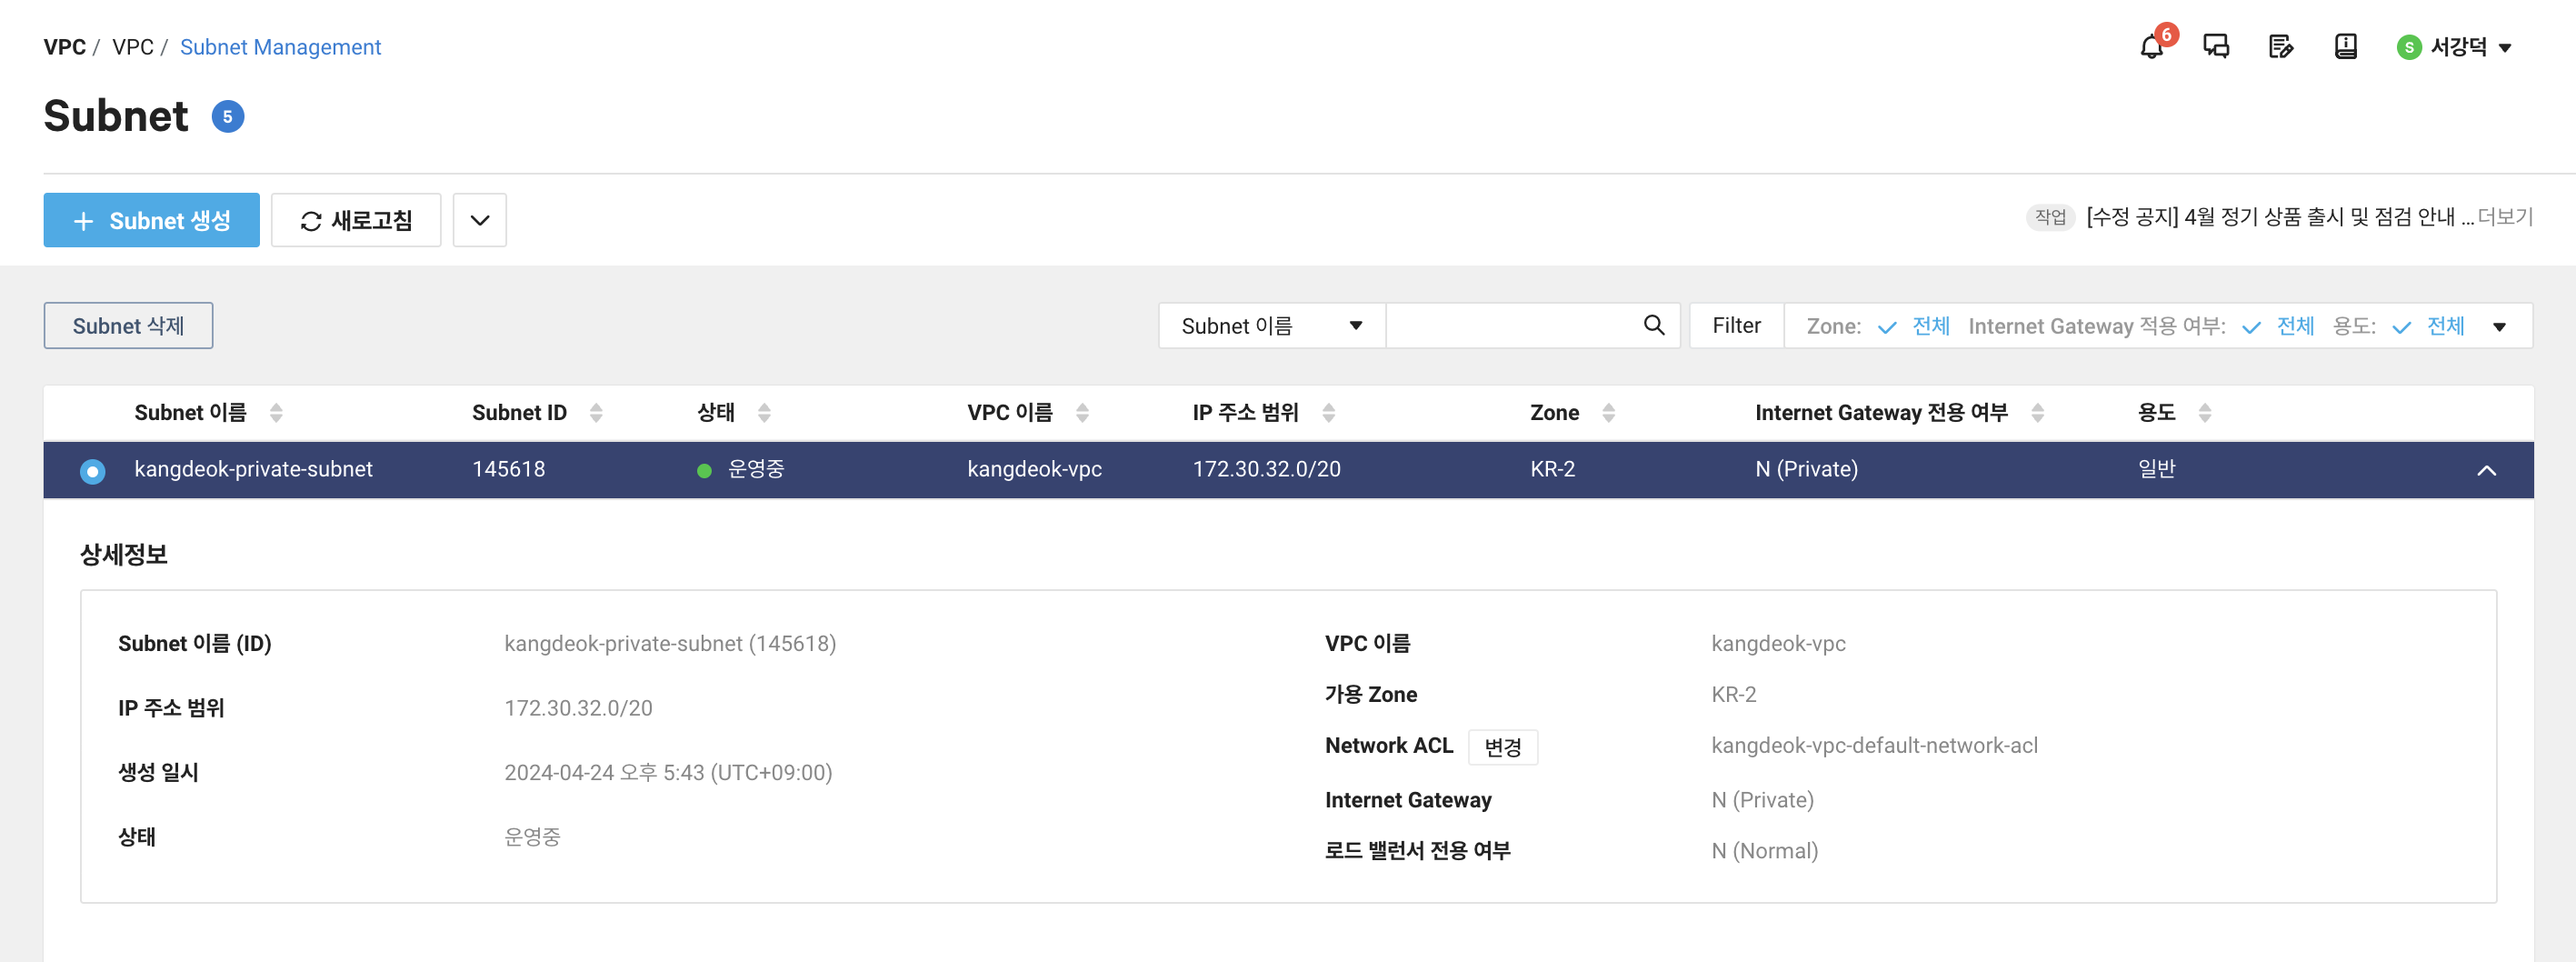 VPC / VPC / Subnet Management
6
S 서강덕
Subnet 5
+ Subnet 생성 새로고침
작업 [수정 공지] 4월 정기 상품 출시 및 점검 안내 ... 더보기
Subnet 삭제 Subnet 이름 Filter Zone: 전체 Internet Gateway 적용 여부: 전체 용도: 전체
Subnet 이름 Subnet ID 상태 VPC 이름 IP 주소 범위 Zone Internet Gateway 전용 여부 용도
kangdeok-private-subnet 145618 운영중 kangdeok-vpc 172.30.32.0/20 KR-2 N (Private) 일반
상세정보
Subnet 이름 (ID) kangdeok-private-subnet (145618)
IP 주소 범위 172.30.32.0/20
생성 일시 2024-04-24 오후 5:43 (UTC+09:00)
상태 운영중
VPC 이름 kangdeok-vpc
가용 Zone KR-2
Network ACL 변경 kangdeok-vpc-default-network-acl
Internet Gateway N (Private)
로드 밸런서 전용 여부 N (Normal)